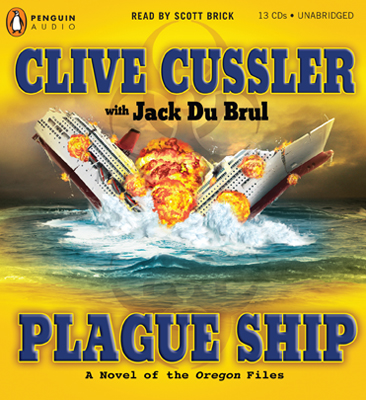 PENGUIN
AUDIO
READ BY SCOTT BRICK
13 CDs • UNABRIDGED
CLIVE CUSSLER
with Jack Du Brul
PLAGUE SHIP
A Novel of the Oregon Files